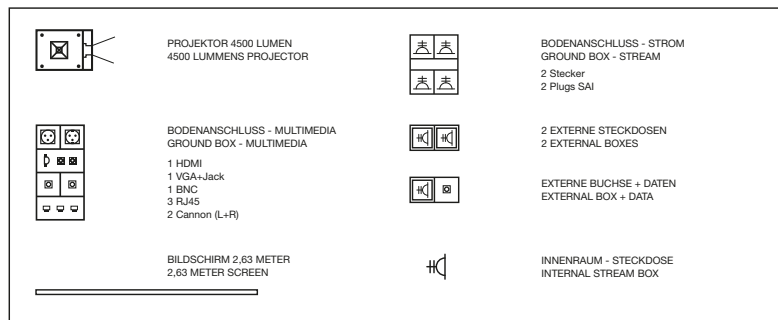 PROJEKTOR 4500 LUMEN
4500 LUMMENS PROJECTOR
BODENANSCHLUSS - MULTIMEDIA
GROUND BOX - MULTIMEDIA
1 HDMI
1 VGA+Jack
1 BNC
3 RJ45
2 Cannon (L+R)
BILDSCHIRM 2,63 METER
2,63 METER SCREEN
BODENANSCHLUSS - STROM
GROUND BOX - STREAM
2 Stecker
2 Plugs SAI
2 EXTERNE STECKDOSEN
2 EXTERNAL BOXES
EXTERNE BUCHSE + DATEN
EXTERNAL BOX + DATA
INNENRAUM - STECKDOSE
INTERNAL STREAM BOX